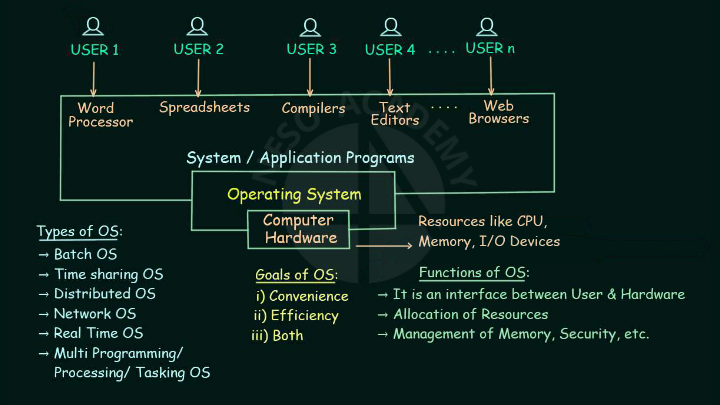 USER 1 USER 2 USER 3 USER 4 .... USER n
Word Processor Spreadsheets Compilers Text Editors .... Web Browsers
System / Application Programs
Operating System
Computer
Hardware
Resources like CPU,
Memory, I/O Devices
Types of OS:
→ Batch OS
→ Time sharing OS
→ Distributed OS
→ Network OS
→ Real Time OS
→ Multi Programming/
Processing/ Tasking OS
Goals of OS:
i) Convenience
ii) Efficiency
iii) Both
Functions of OS:
→ It is an interface between User & Hardware
→ Allocation of Resources
→ Management of Memory, Security, etc.
NESO ACADEMY